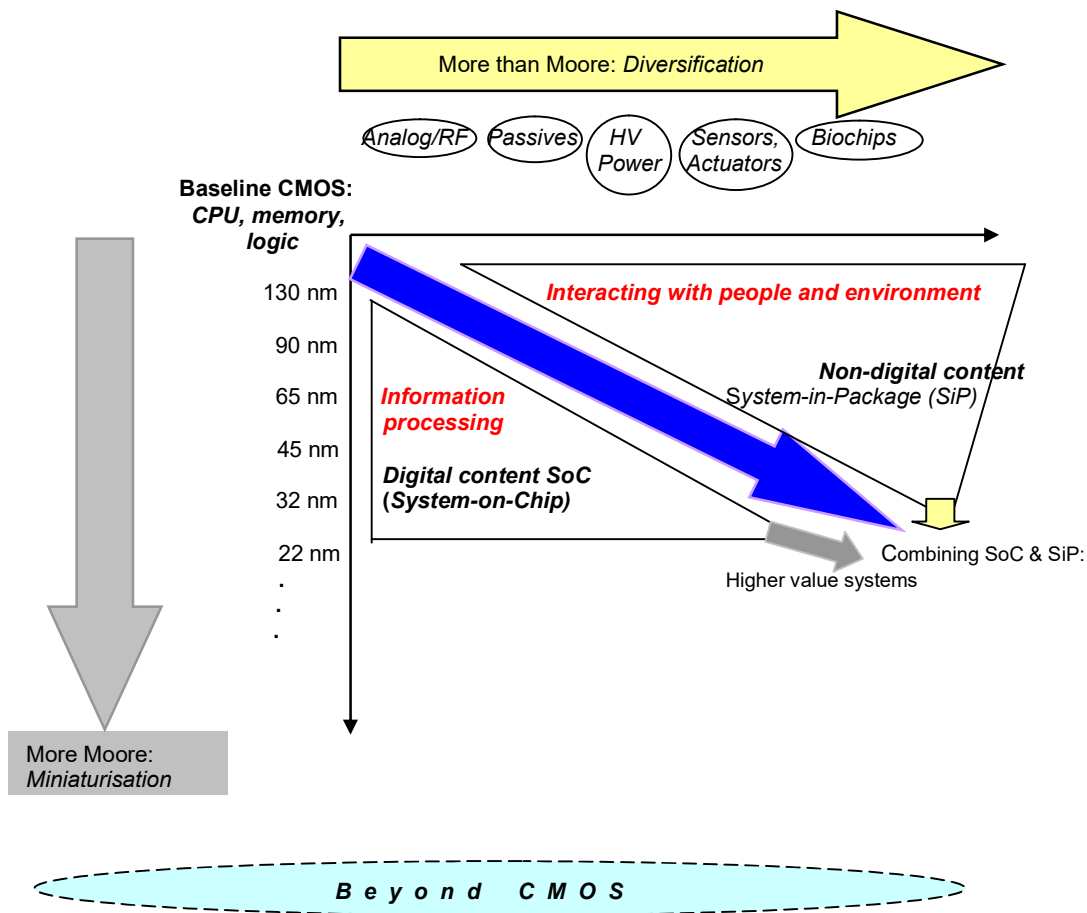 More than Moore: Diversification
Analog/RF
Passives
HV
Power
Sensors,
Actuators
Biochips
Baseline CMOS:
CPU, memory,
logic
130 nm
90 nm
65 nm
45 nm
32 nm
22 nm
.
.
.
Interacting with people and environment
Non-digital content
System-in-Package (SiP)
Information
processing
Digital content SoC
(System-on-Chip)
Combining SoC & SiP:
Higher value systems
More Moore:
Miniaturisation
Beyond CMOS